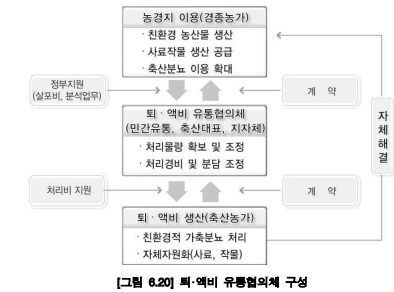 농경지 이용(경종농가)
· 친환경 농산물 생산
· 사료작물 생산 공급
· 축산분뇨 이용 확대
정부지원
(살포비, 분석업무)
계 약
퇴 · 액비 유통협의체
(민간유통, 축산대표, 지자체)
· 처리물량 확보 및 조정
· 처리경비 및 분담 조정
자
체
해
결
처리비 지원
계 약
퇴 · 액비 생산(축산농가)
· 친환경적 가축분뇨 처리
· 자체자원화(사료, 작물)
[그림 6.20] 퇴·액비 유통협의체 구성